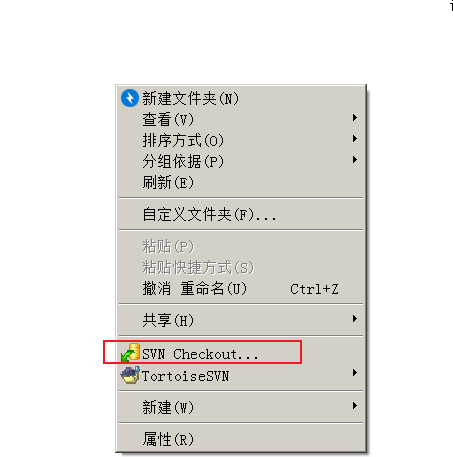 新建文件夹(N)
查看(V)
排序方式(O)
分组依据(P)
刷新(E)
自定义文件夹(F)...
粘贴(P)
粘贴快捷方式(S)
撤消 重命名(U) Ctrl+Z
共享(H)
SVN Checkout...
TortoiseSVN
新建(W)
属性(R)